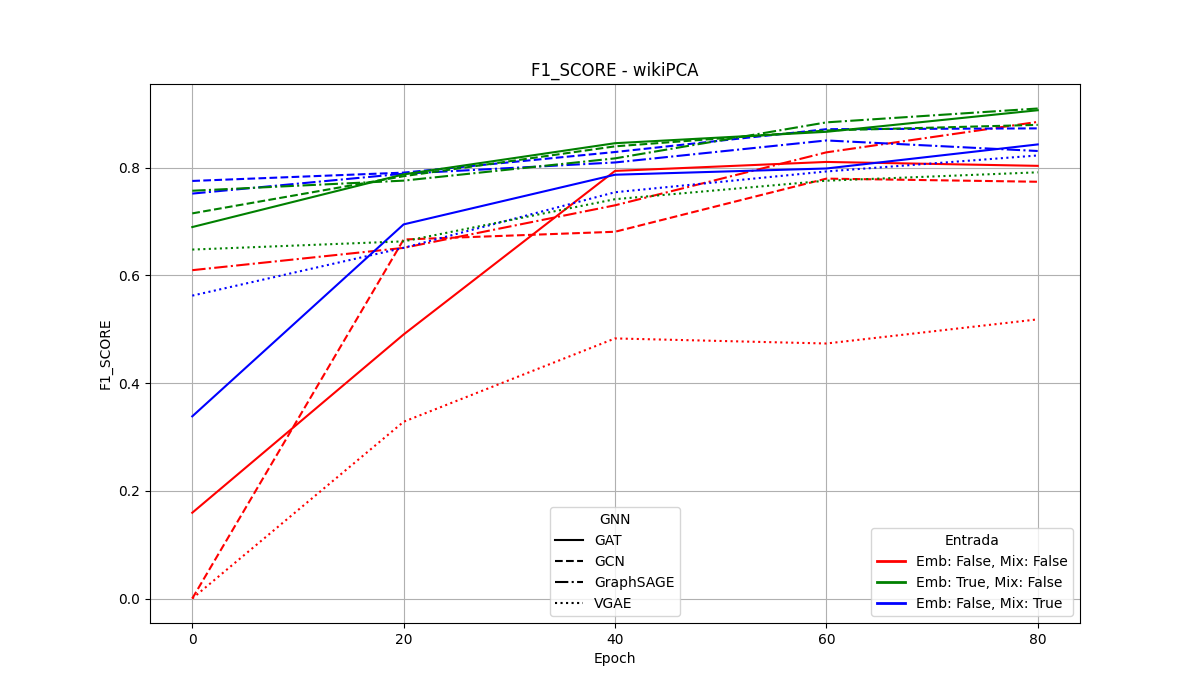 F1_SCORE - wikiPCA
F1_SCORE
0.8
0.6
0.4
0.2
0.0
GNN
GAT
GCN
GraphSAGE
VGAE
Entrada
Emb: False, Mix: False
Emb: True, Mix: False
Emb: False, Mix: True
0 20 40 60 80
Epoch